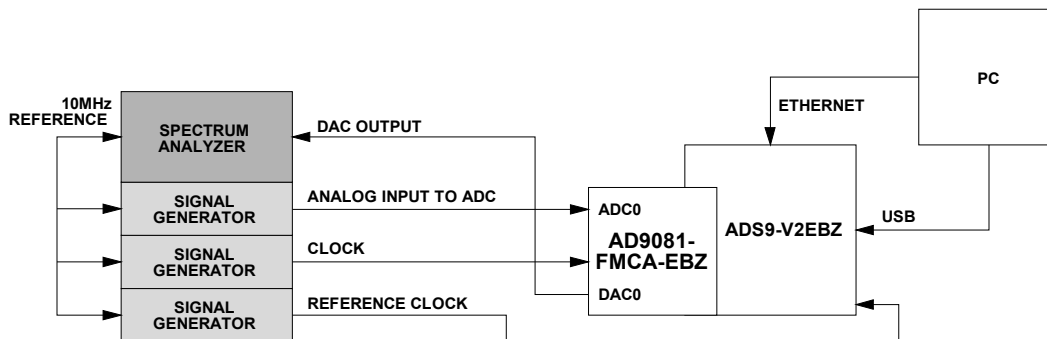 PC
ETHERNET
10MHz
REFERENCE
SPECTRUM
ANALYZER
DAC OUTPUT
SIGNAL
GENERATOR
ANALOG INPUT TO ADC
ADC0
AD9081-
FMCA-EBZ
DAC0
ADS9-V2EBZ
USB
SIGNAL
GENERATOR
CLOCK
SIGNAL
GENERATOR
REFERENCE CLOCK